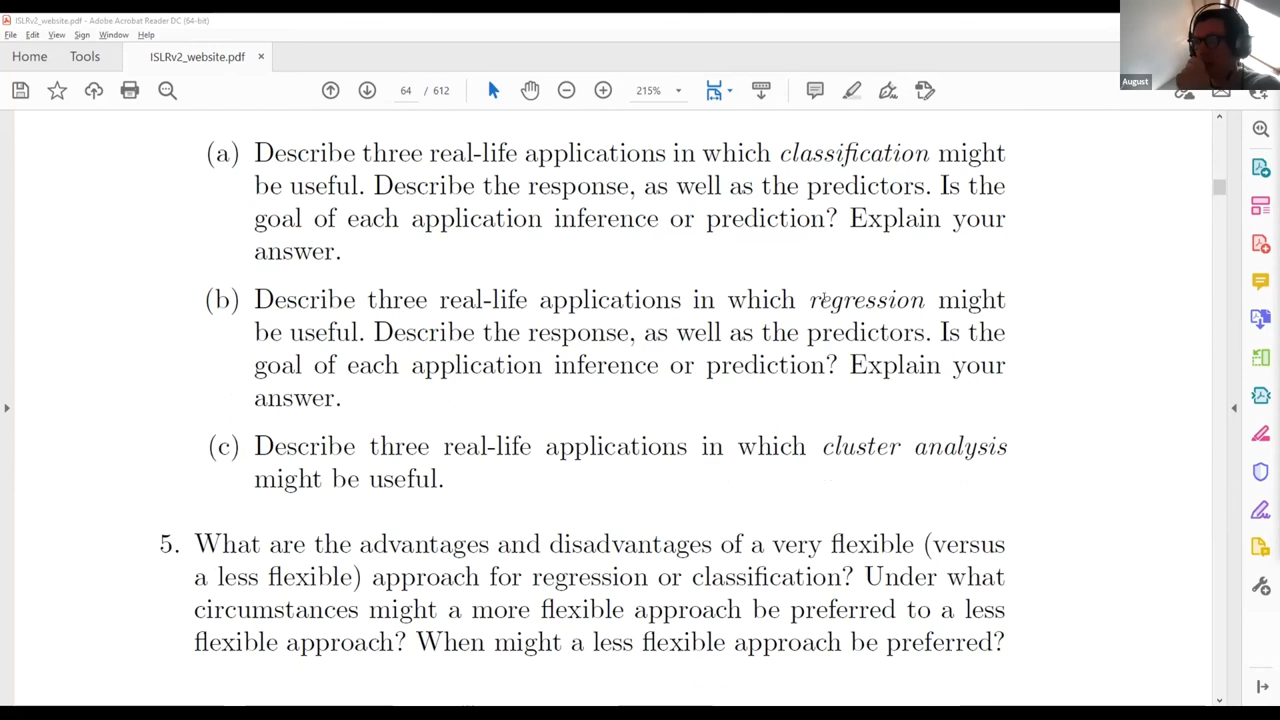 ISLRv2_website.pdf - Adobe Acrobat Reader DC (64-bit)
File Edit View Sign Window Help
Home Tools ISLRv2_website.pdf ×
64 215%
August
(a) Describe three real-life applications in which classification might
be useful. Describe the response, as well as the predictors. Is the
goal of each application inference or prediction? Explain your
answer.
(b) Describe three real-life applications in which regression might
be useful. Describe the response, as well as the predictors. Is the
goal of each application inference or prediction? Explain your
answer.
(c) Describe three real-life applications in which cluster analysis
might be useful.
5. What are the advantages and disadvantages of a very flexible (versus
a less flexible) approach for regression or classification? Under what
circumstances might a more flexible approach be preferred to a less
flexible approach? When might a less flexible approach be preferred?